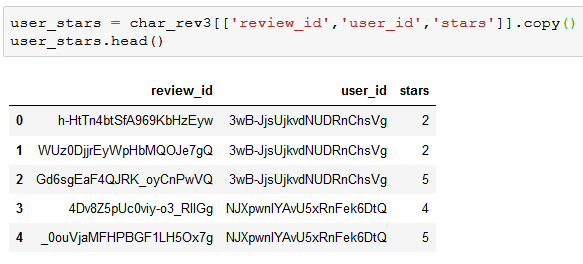 user_stars = char_rev3[['review_id','user_id','stars']].copy()
user_stars.head()
review_id user_id stars
0 h-HtTn4btSfA969KbHzEyw 3wB-JjsUjkvdNUDRnChsVg 2
1 WUz0DjjrEyWpHbMQOJe7gQ 3wB-JjsUjkvdNUDRnChsVg 2
2 Gd6sgEaF4QJRK_oyCnPwVQ 3wB-JjsUjkvdNUDRnChsVg 5
3 4Dv8Z5pUc0viy-o3_RlIGg NJXpwnIYAvU5xRnFek6DtQ 4
4 _0ouVjaMFHPBGF1LH5Ox7g NJXpwnIYAvU5xRnFek6DtQ 5